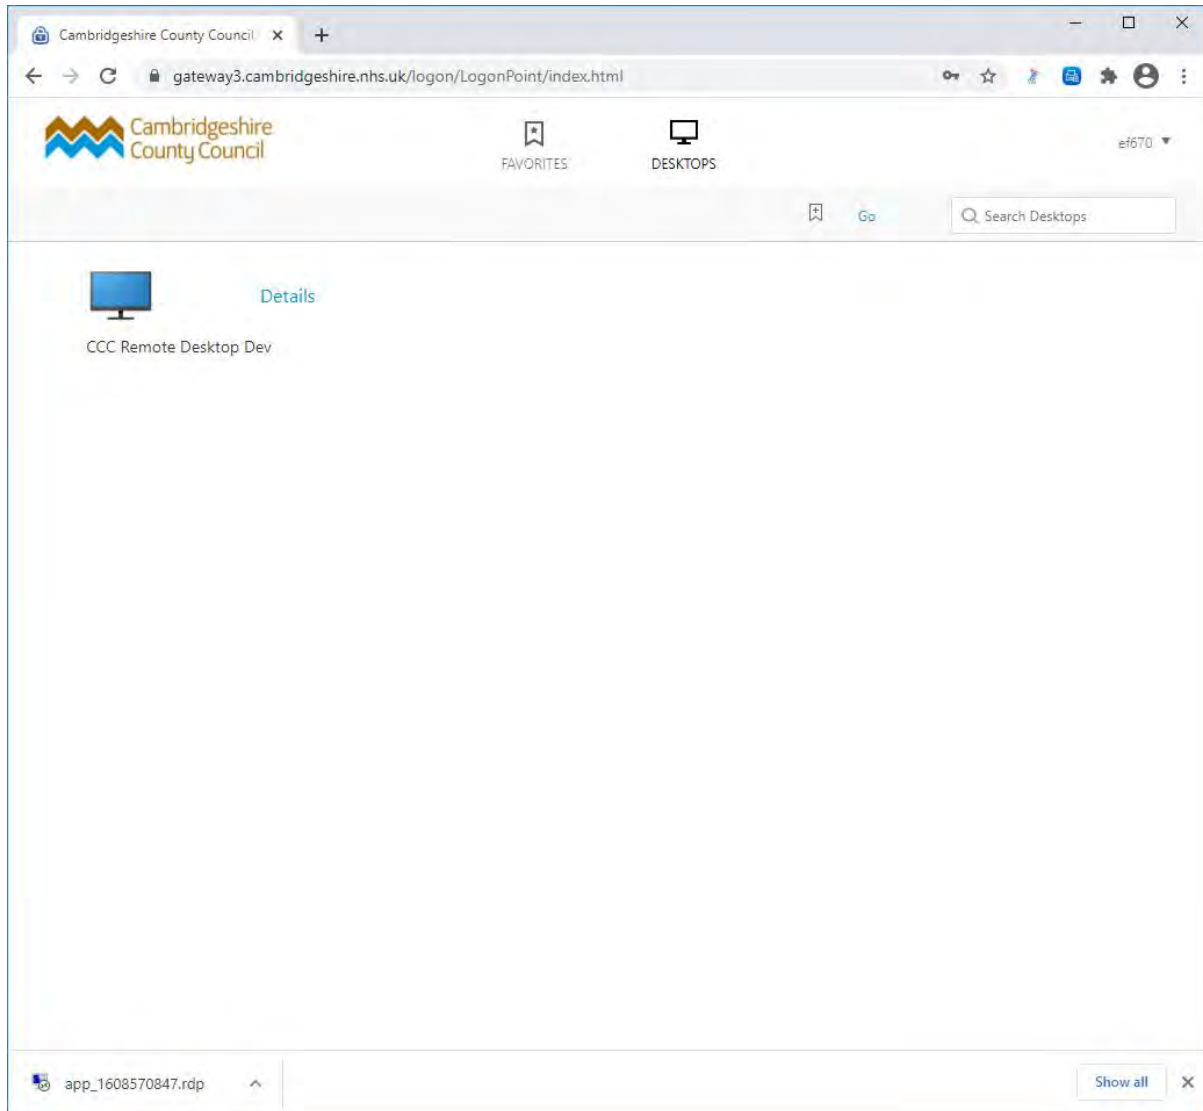 Cambridgeshire County Council
gateway3.cambridgeshire.nhs.uk/logon/LogonPoint/index.html
Cambridgeshire
County Council
FAVORITES
DESKTOPS
ef670
Go
Search Desktops
Details
CCC Remote Desktop Dev
app_1608570847.rdp
Show all